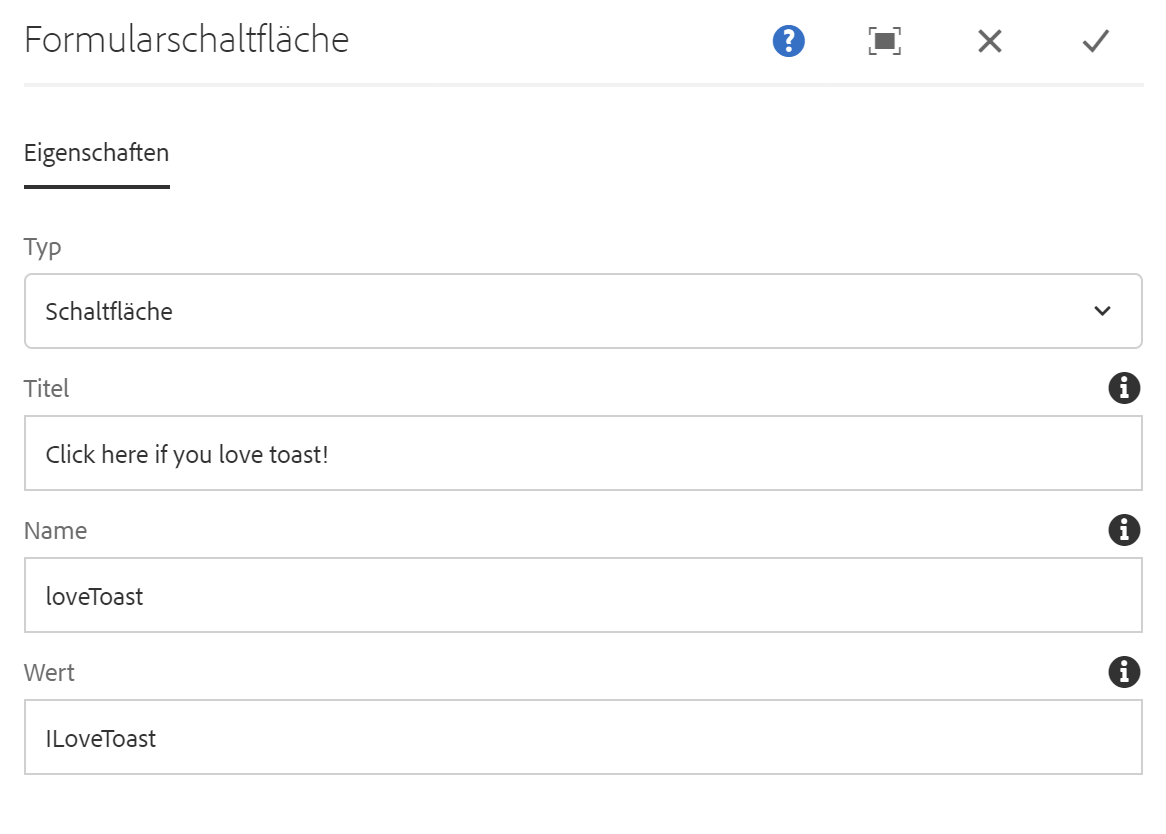 Formularschaltfläche
Eigenschaften
Typ
Schaltfläche
Titel
Click here if you love toast!
Name
loveToast
Wert
ILoveToast